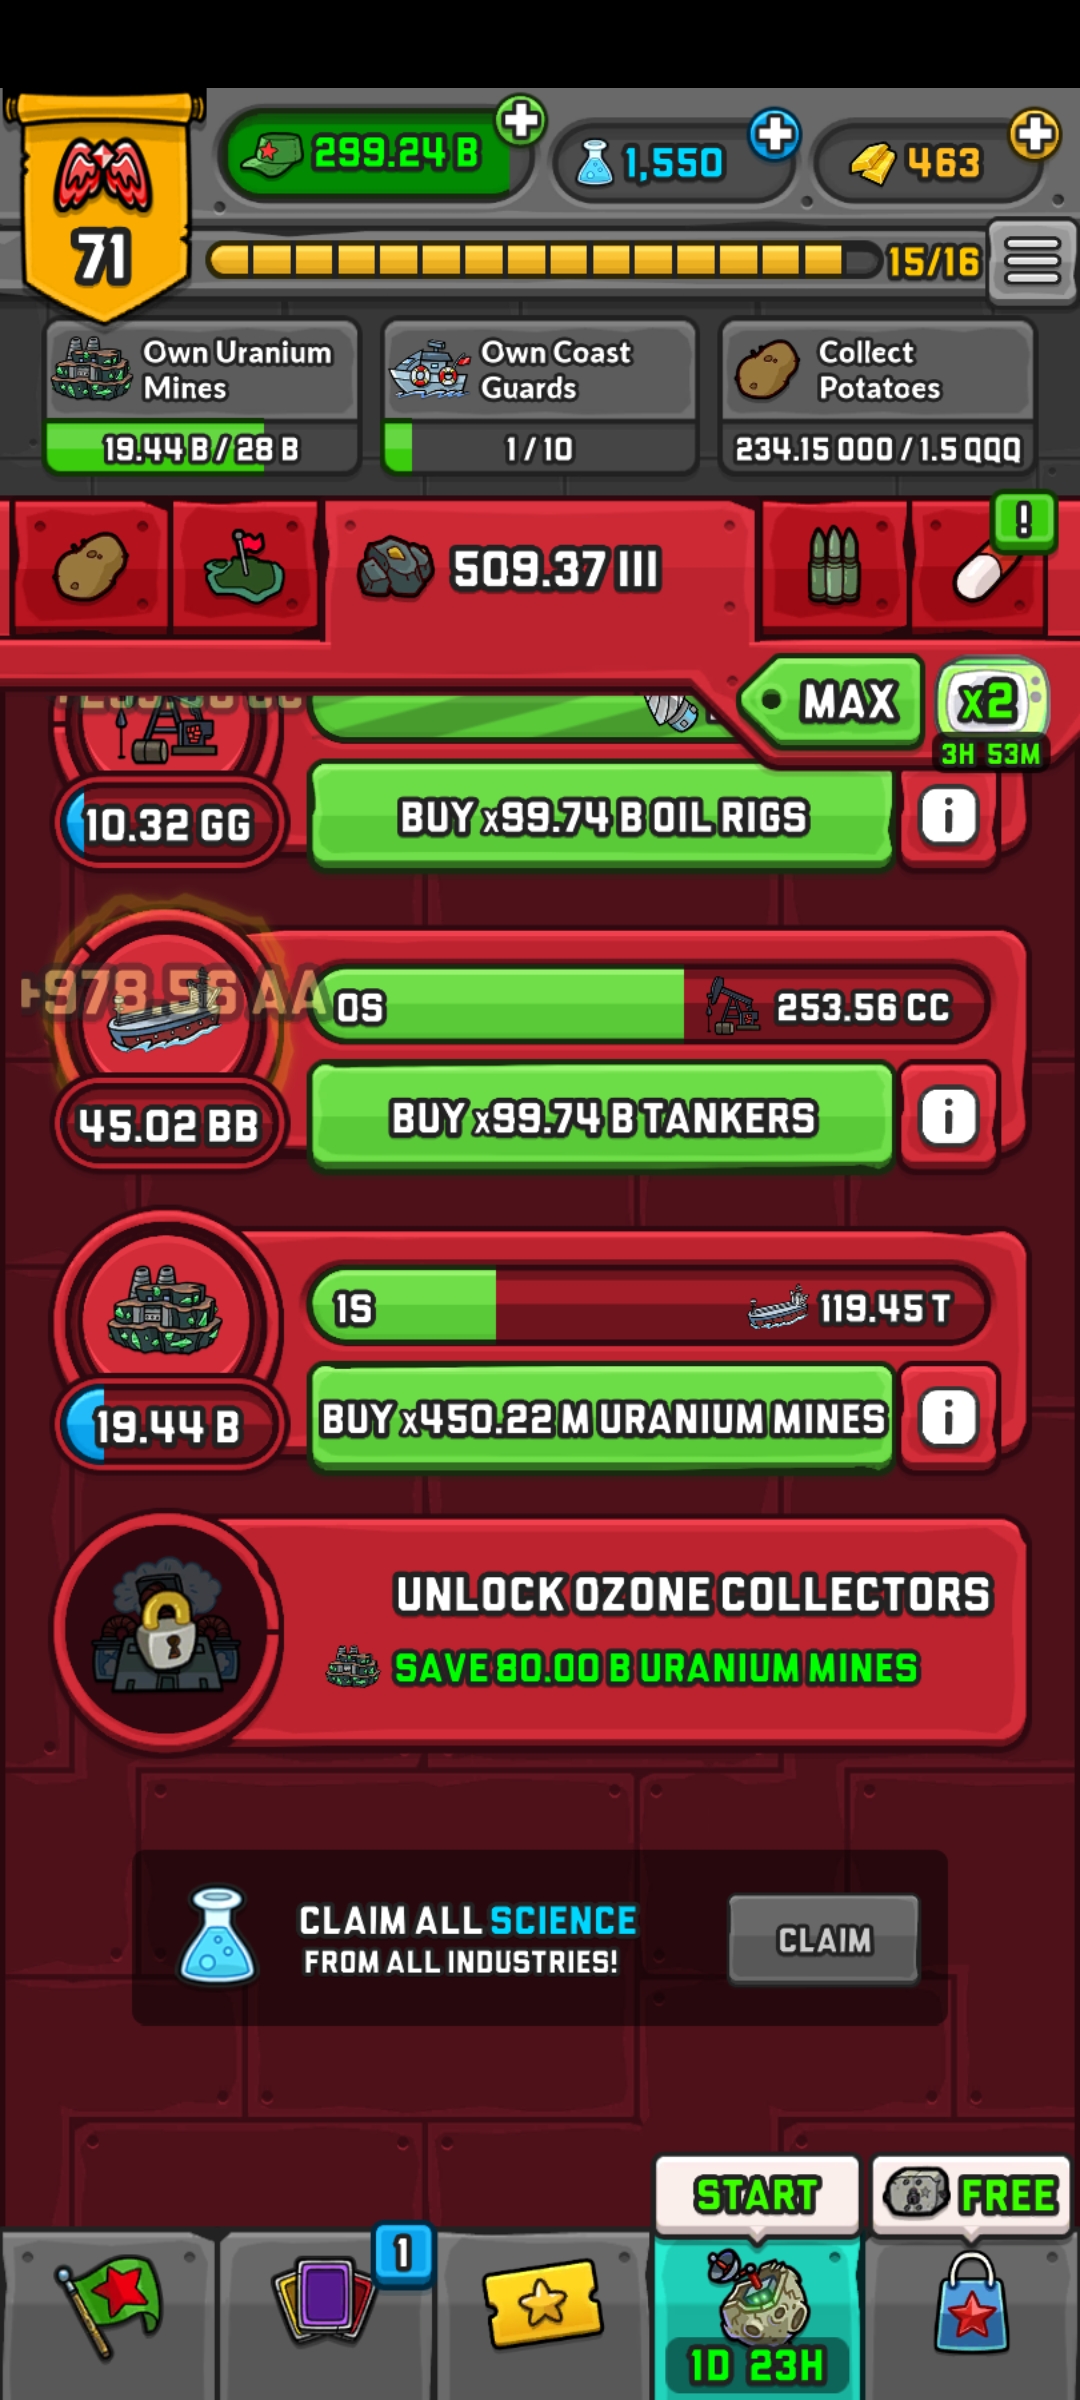 299.24 B
1,550
463
71
15/16
Own Uranium
Mines
19.44 B / 28 B
Own Coast
Guards
1 / 10
Collect
Potatoes
234.15 OOO / 1.5 QQQ
509.37 III
!
MAX
x2
3H 53M
10.32 GG
BUY x99.74 B OIL RIGS
i
+978.56 AA
0S
253.56 CC
45.02 BB
BUY x99.74 B TANKERS
i
1S
119.45 T
19.44 B
BUY x450.22 M URANIUM MINES
i
UNLOCK OZONE COLLECTORS
SAVE 80.00 B URANIUM MINES
CLAIM ALL SCIENCE
FROM ALL INDUSTRIES!
CLAIM
START
FREE
1
1D 23H